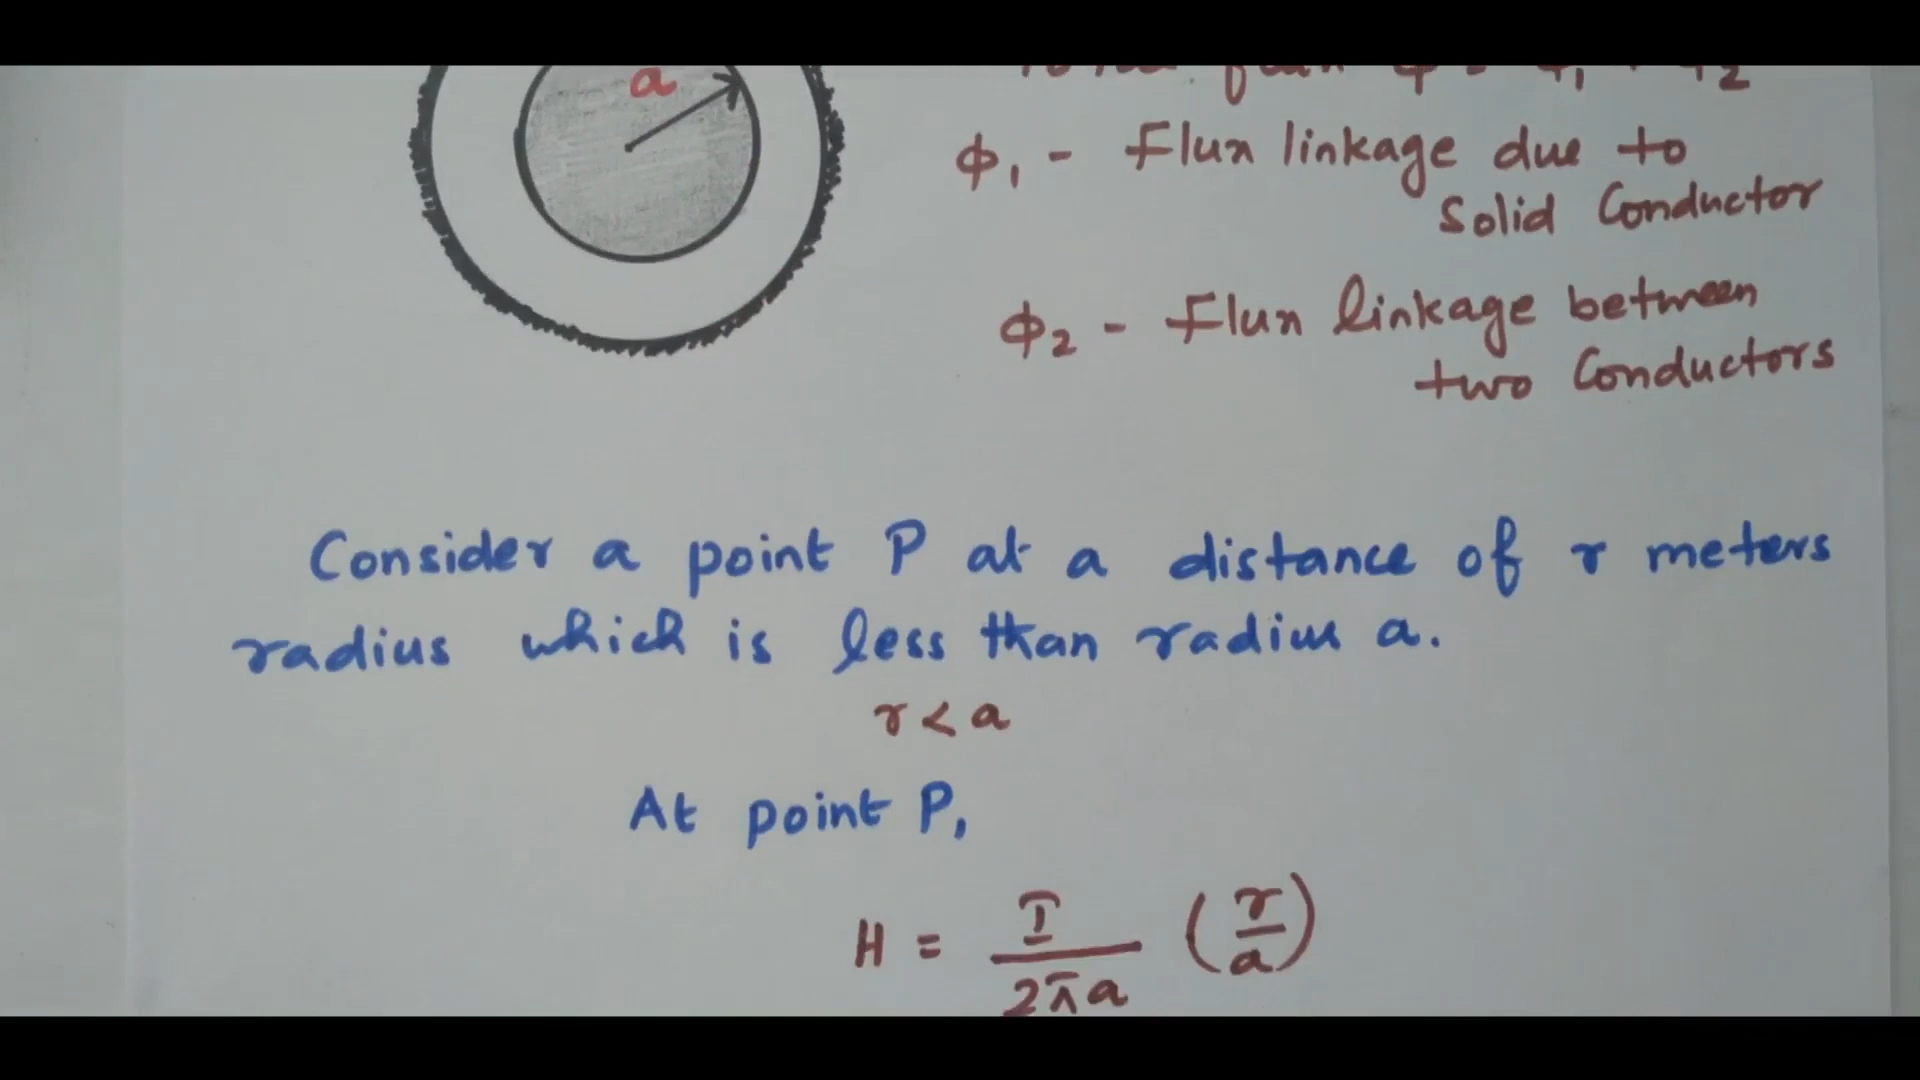 a
ϕ₁ - Flux linkage due to
Solid Conductor
ϕ₂ - Flux linkage between
two Conductors
Consider a point P at a distance of r meters
radius which is less than radius a.
r < a
At point P,
H = I/2πa (r/a)